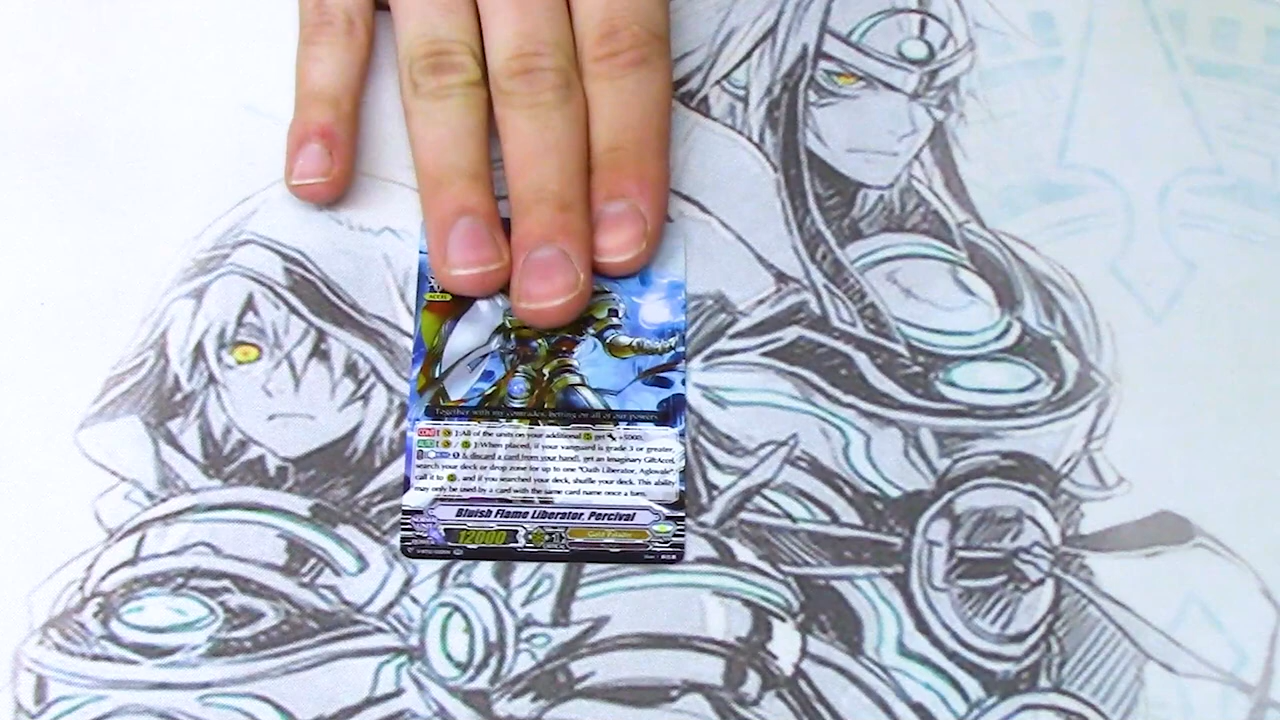 ACCEL
Together with my comrades, betting on all of our powers
CONT [ ]:All of the units on your additional get +5000.
AUTO [ / ]:When placed, if your vanguard is grade 3 or greater,
& discard a card from your hand], get an Imaginary Gift Accel,
search your deck or drop zone for up to one "Oath Liberator, Aglovale"
call it to , and if you searched your deck, shuffle your deck. This ability
may only be used by a card with the same card name once a turn.
Bluish Flame Liberator, Percival
12000 1
Gold Paladin